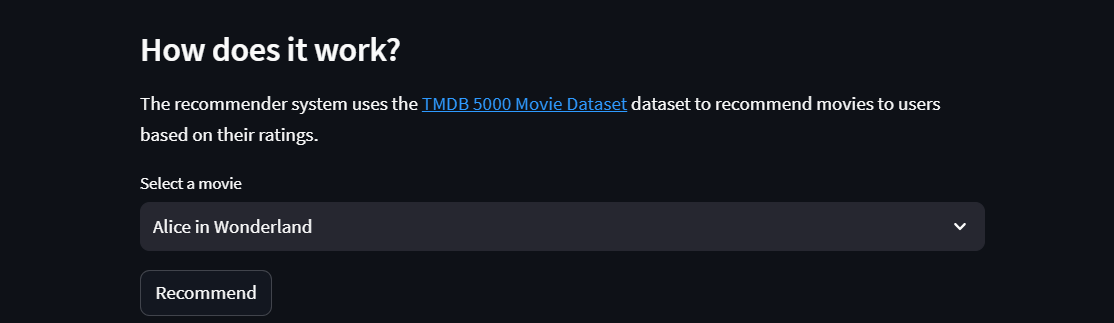 How does it work?
The recommender system uses the TMDB 5000 Movie Dataset dataset to recommend movies to users
based on their ratings.
Select a movie
Alice in Wonderland
Recommend